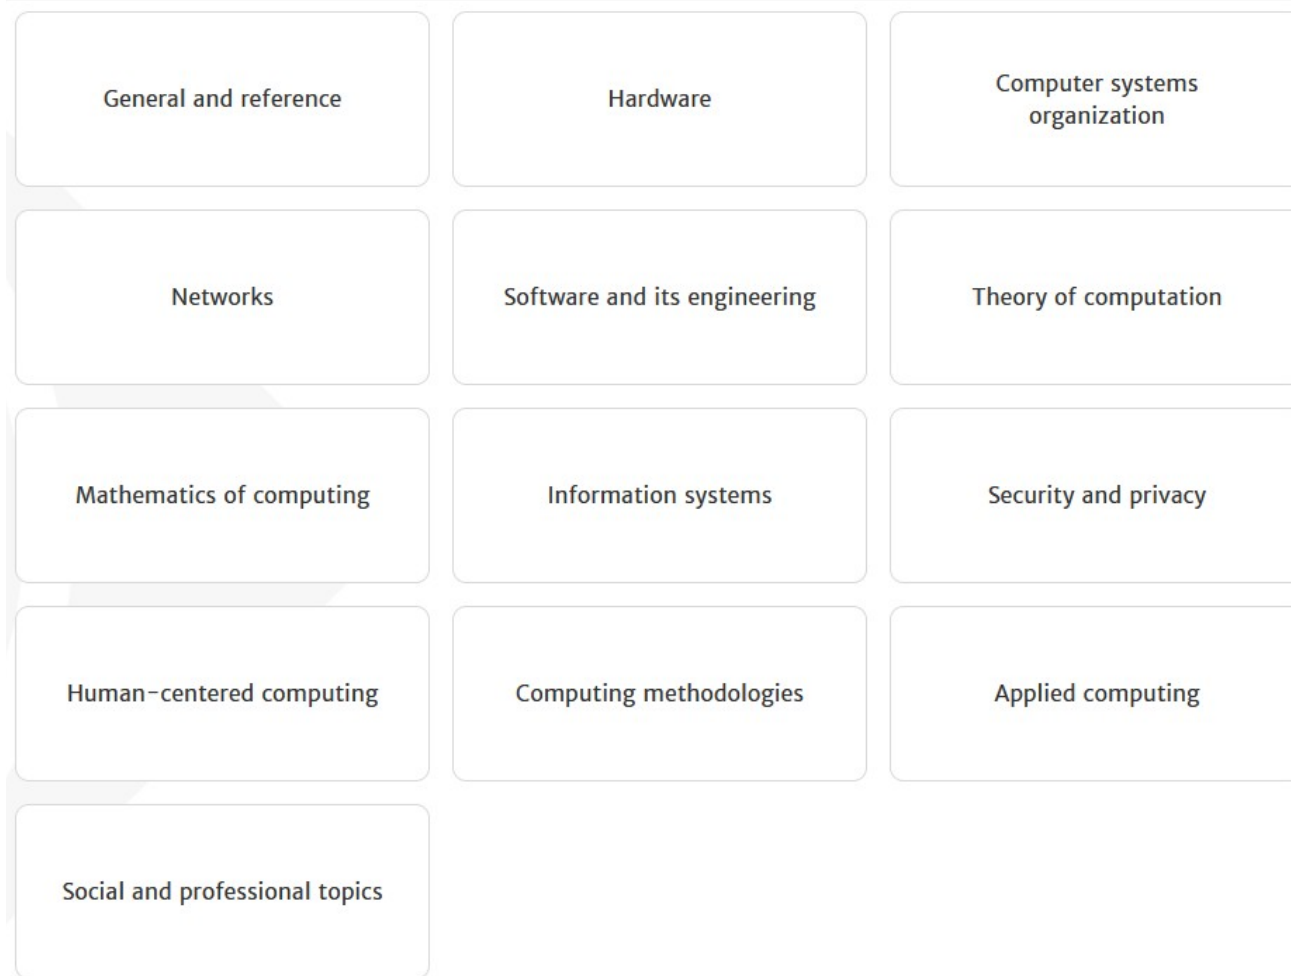 General and reference
Hardware
Computer systems
organization
Networks
Software and its engineering
Theory of computation
Mathematics of computing
Information systems
Security and privacy
Human-centered computing
Computing methodologies
Applied computing
Social and professional topics